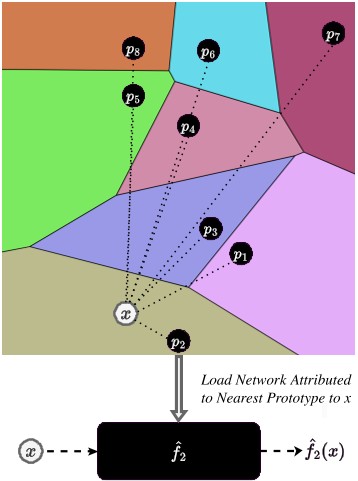 p₈
p₆
p₇
p₅
p₄
p₃
p₁
x
p₂
Load Network Attributed
to Nearest Prototype to x
x
f̂₂
f̂₂(x)